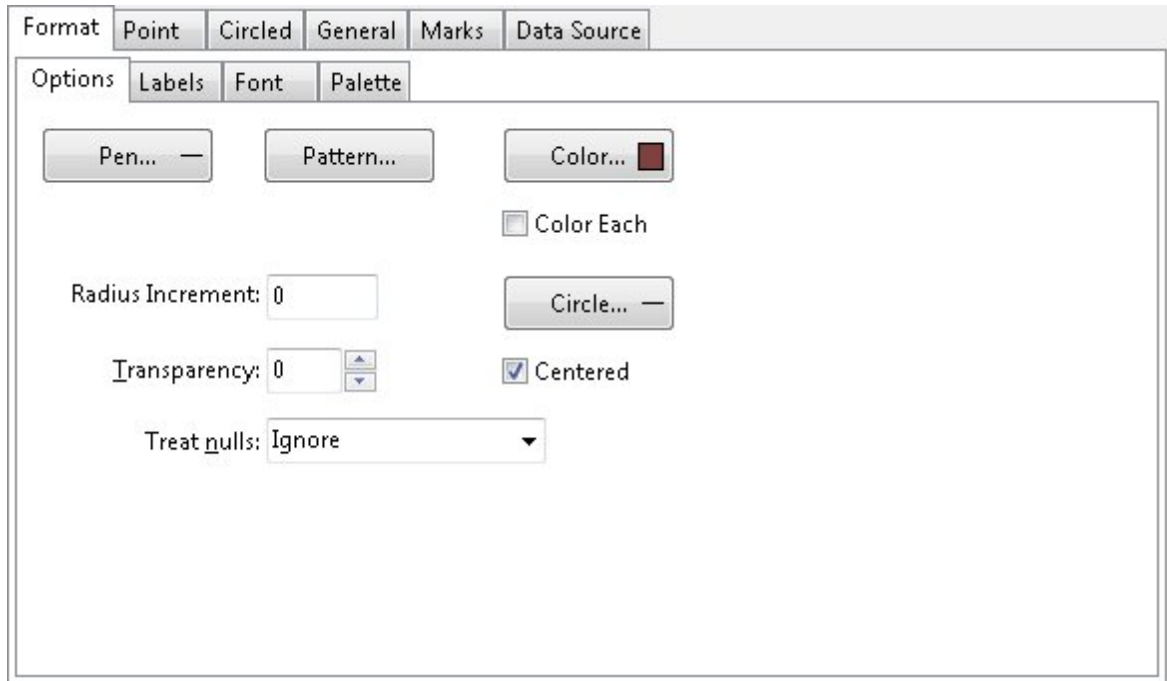 Format Point Circled General Marks Data Source
Options Labels Font Palette
Pen... Pattern... Color...
Color Each
Radius Increment: 0 Circle...
Transparency: 0 Centered
Treat nulls: Ignore